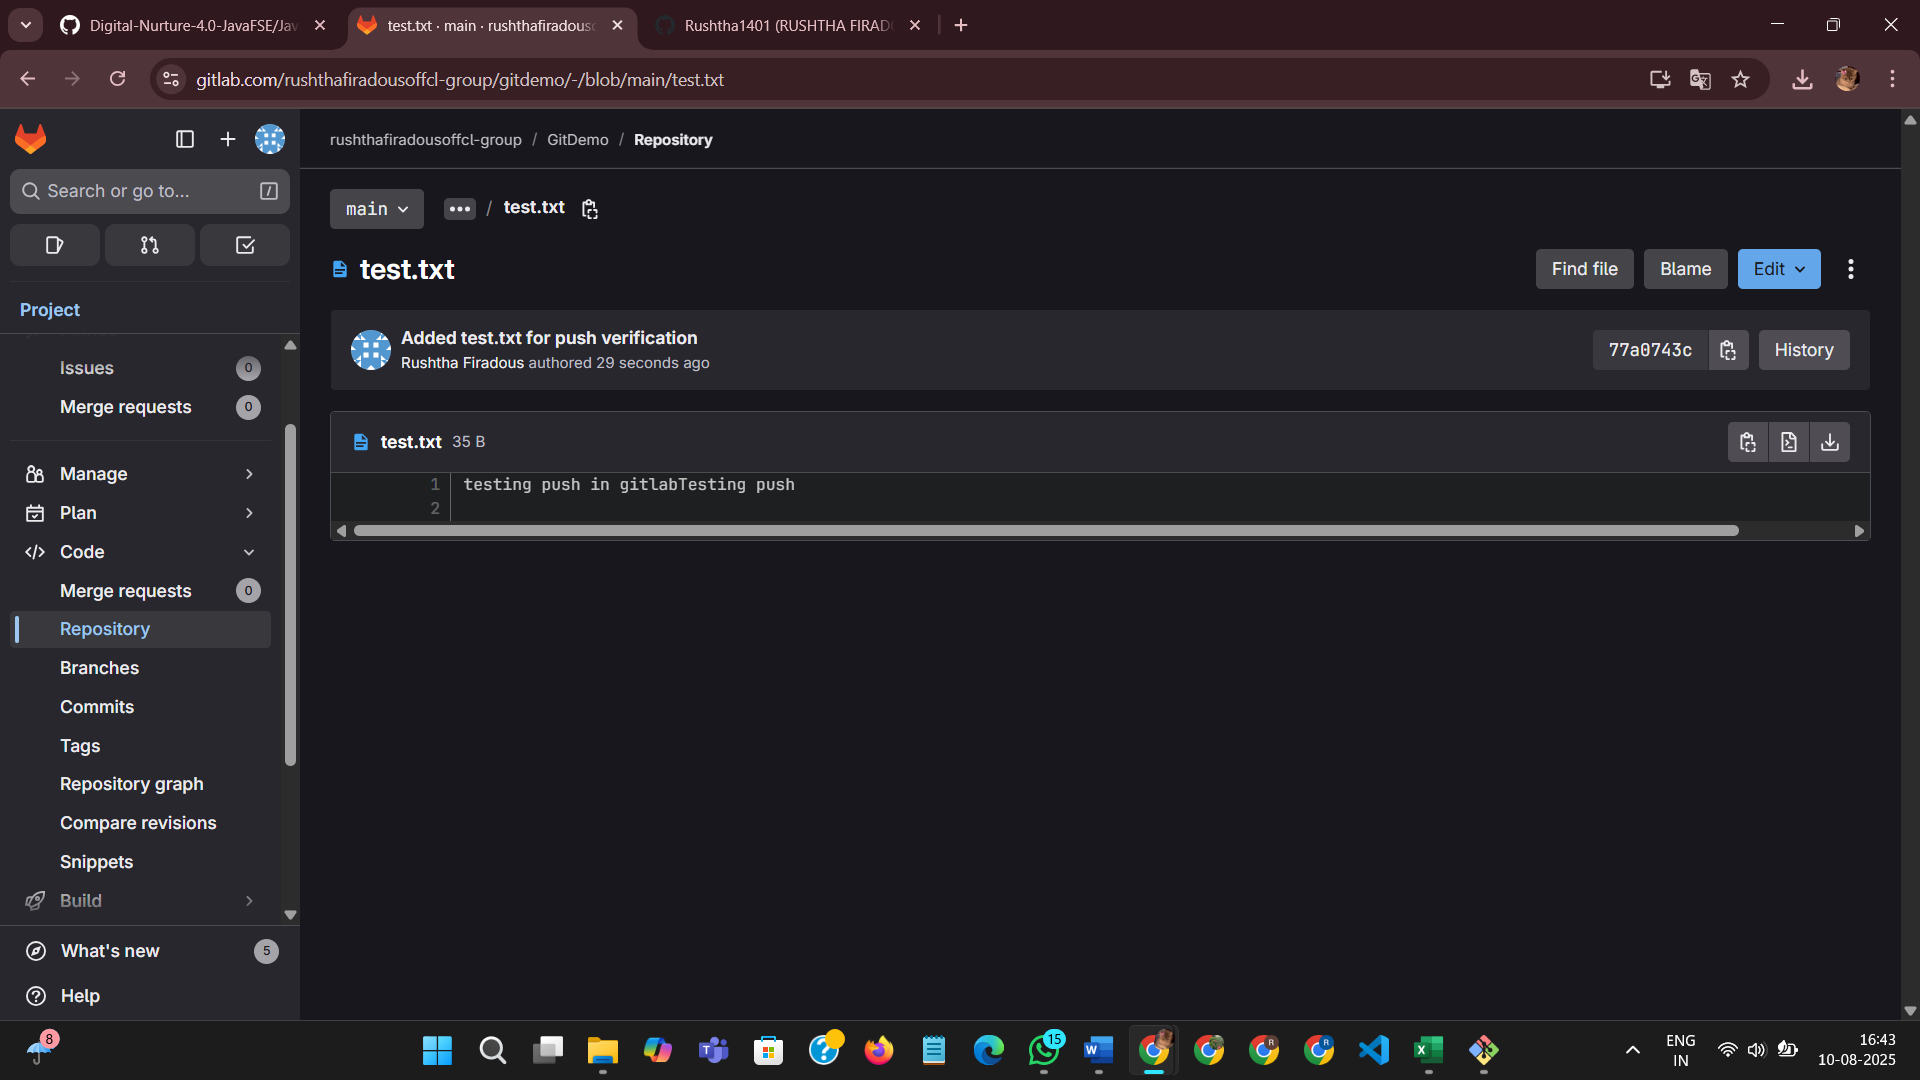 Digital-Nurture-4.0-JavaFSE/Jav
test.txt · main · rushthafiradouso
Rushtha1401 (RUSHTHA FIRAD
gitlab.com/rushthafiradousoffcl-group/gitdemo/-/blob/main/test.txt
rushthafiradousoffcl-group / GitDemo / Repository
Search or go to... /
main ... / test.txt
test.txt
Find file Blame Edit
Project
Added test.txt for push verification
Rushtha Firadous authored 29 seconds ago
77a0743c History
Issues 0
Merge requests 0
test.txt 35 B
1 testing push in gitlabTesting push
2
Manage
Plan
Code
Merge requests 0
Repository
Branches
Commits
Tags
Repository graph
Compare revisions
Snippets
Build
What's new 5
Help
8
15
R
R
ENG
IN
16:43
10-08-2025